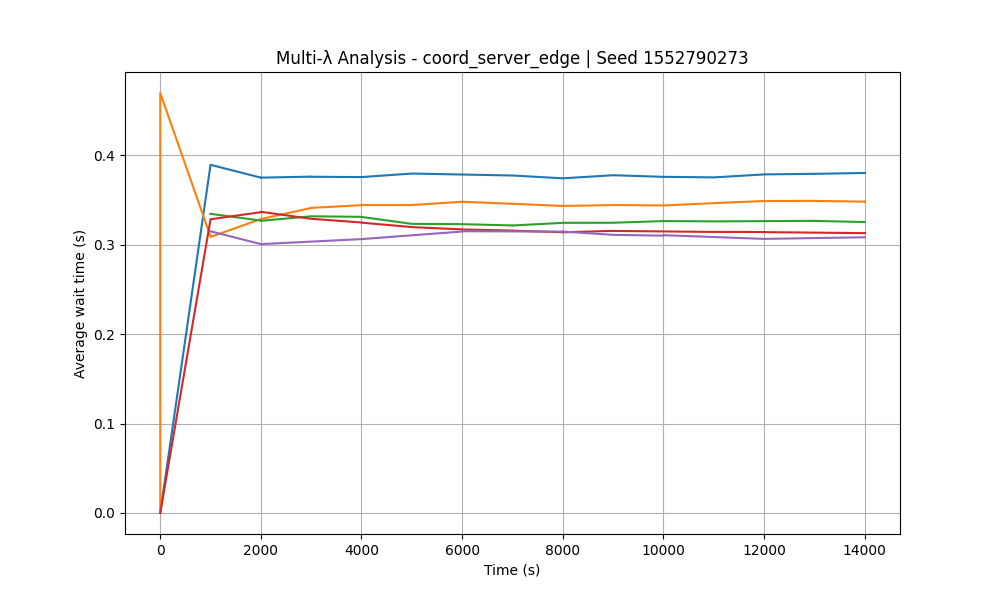 Multi-λ Analysis - coord_server_edge | Seed 1552790273
Average wait time (s)
0.4
0.3
0.2
0.1
0.0
0 2000 4000 6000 8000 10000 12000 14000
Time (s)